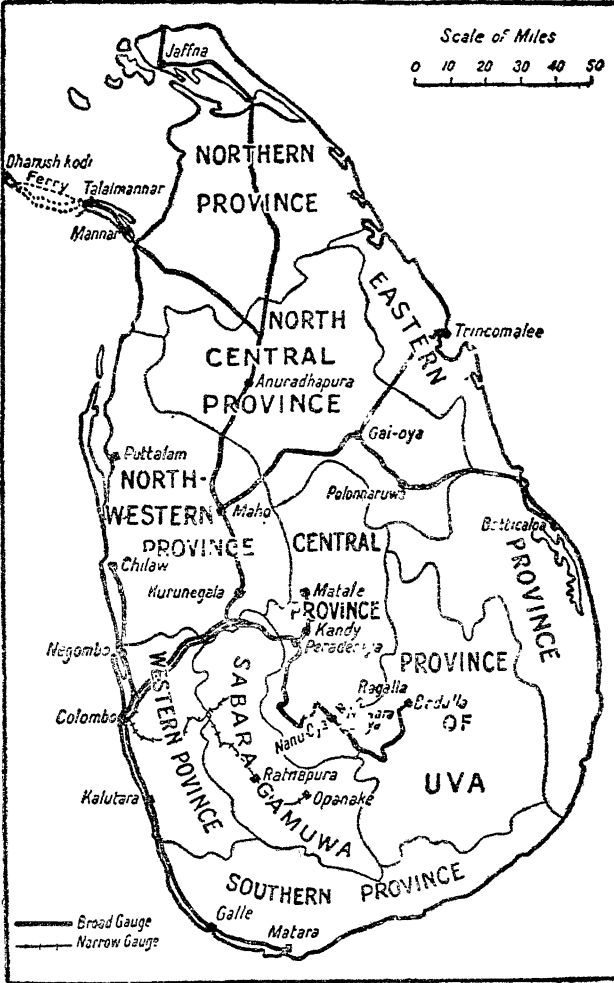 Scale of Miles
0 10 20 30 40 50
Jaffna
NORTHERN
PROVINCE
Dhanushkodi
Ferry
Talaimannar
Mannar
NORTH
CENTRAL
PROVINCE
EASTERN
PROVINCE
Trincomalee
Anuradhapura
Gal-oya
Puttalam
NORTH-
WESTERN
PROVINCE
Maho
Polonnaruwa
Batticaloa
CENTRAL
PROVINCE
Chilaw
Kurunegala
Matale
Kandy
Peradeniya
Negombo
WESTERN POVINCE
SABARAGAMUWA
PROVINCE
OF
UVA
Ragalla
Badulla
Colombo
Ratnapura
Opanake
Kalutara
SOUTHERN PROVINCE
Galle
Matara
Broad Gauge
Narrow Gauge